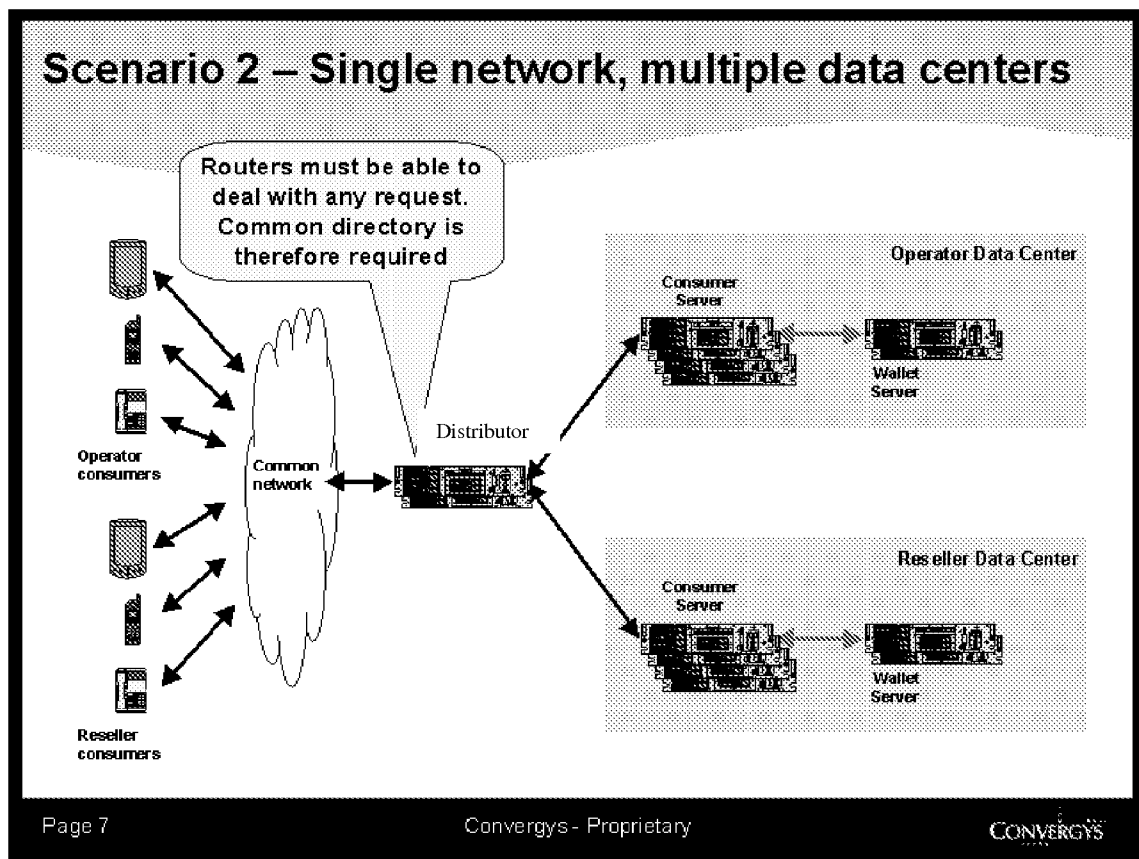 Scenario 2 – Single network, multiple data centers
Routers must be able to
deal with any request.
Common directory is
therefore required
Operator Data Center
Consumer
Server
Wallet
Server
Distributor
Operator
consumers
Common
network
Reseller Data Center
Consumer
Server
Wallet
Server
Reseller
consumers
Page 7
Convergys - Proprietary
CONVERGYS